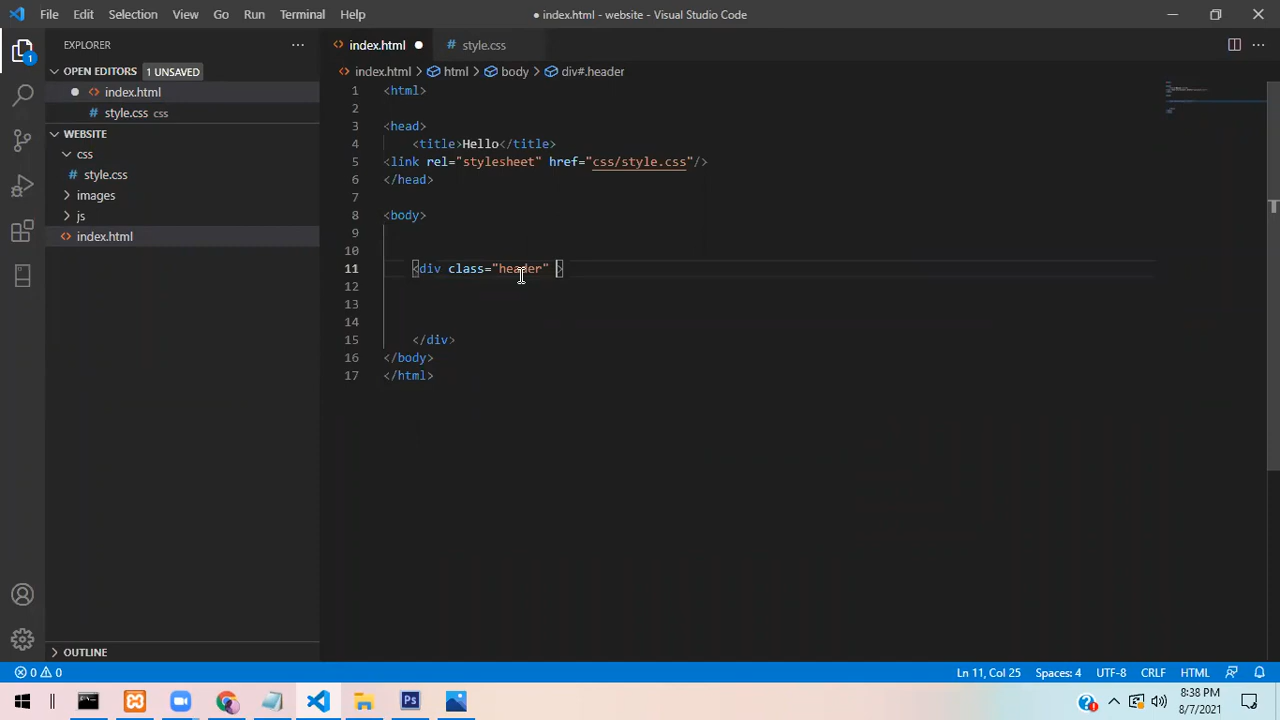 File Edit Selection View Go Run Terminal Help
● index.html - website - Visual Studio Code
EXPLORER
OPEN EDITORS 1 UNSAVED
index.html
style.css css
WEBSITE
css
style.css
images
js
index.html
OUTLINE
index.html
style.css
index.html > html > body > div#.header
1 <html>
2
3 <head>
4 <title>Hello</title>
5 <link rel="stylesheet" href="css/style.css"/>
6 </head>
7
8 <body>
9
10
11 <div class="header" >
12
13
14
15 </div>
16 </body>
17 </html>
1
0 0
Ln 11, Col 25 Spaces: 4 UTF-8 CRLF HTML
Ps
8:38 PM
8/7/2021